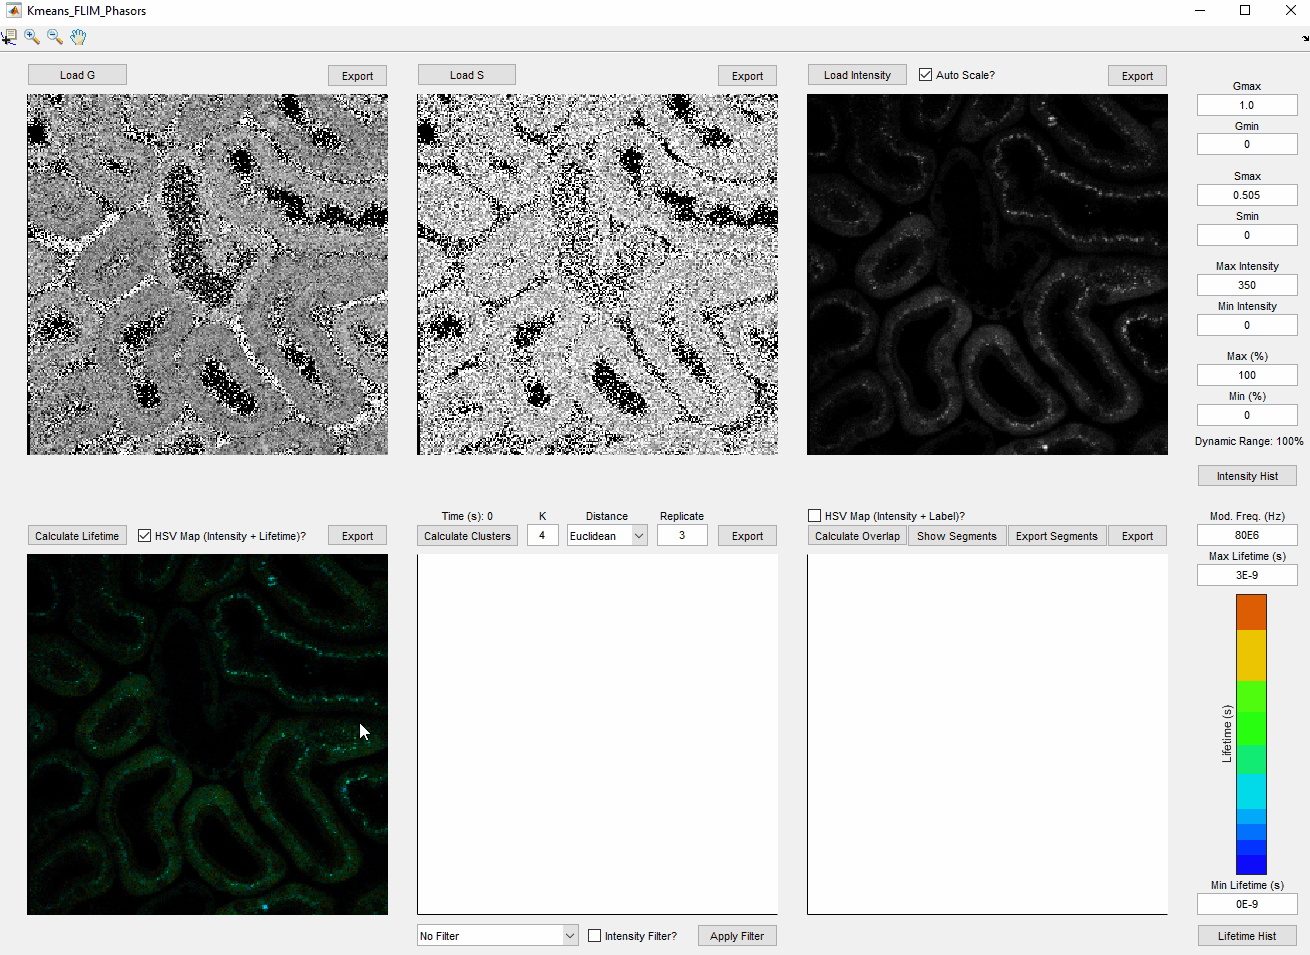 Kmeans_FLIM_Phasors
Load G
Export
Load S
Export
Load Intensity
Auto Scale?
Export
Gmax
1.0
Gmin
0
Smax
0.505
Smin
0
Max Intensity
350
Min Intensity
0
Max (%)
100
Min (%)
0
Dynamic Range: 100%
Intensity Hist
Calculate Lifetime
HSV Map (Intensity + Lifetime)?
Export
Time (s): 0
K
Distance
Replicate
Calculate Clusters
4
Euclidean
3
Export
HSV Map (Intensity + Label)?
Calculate Overlap
Show Segments
Export Segments
Export
Mod. Freq. (Hz)
80E6
Max Lifetime (s)
3E-9
Lifetime (s)
Min Lifetime (s)
0E-9
No Filter
Intensity Filter?
Apply Filter
Lifetime Hist